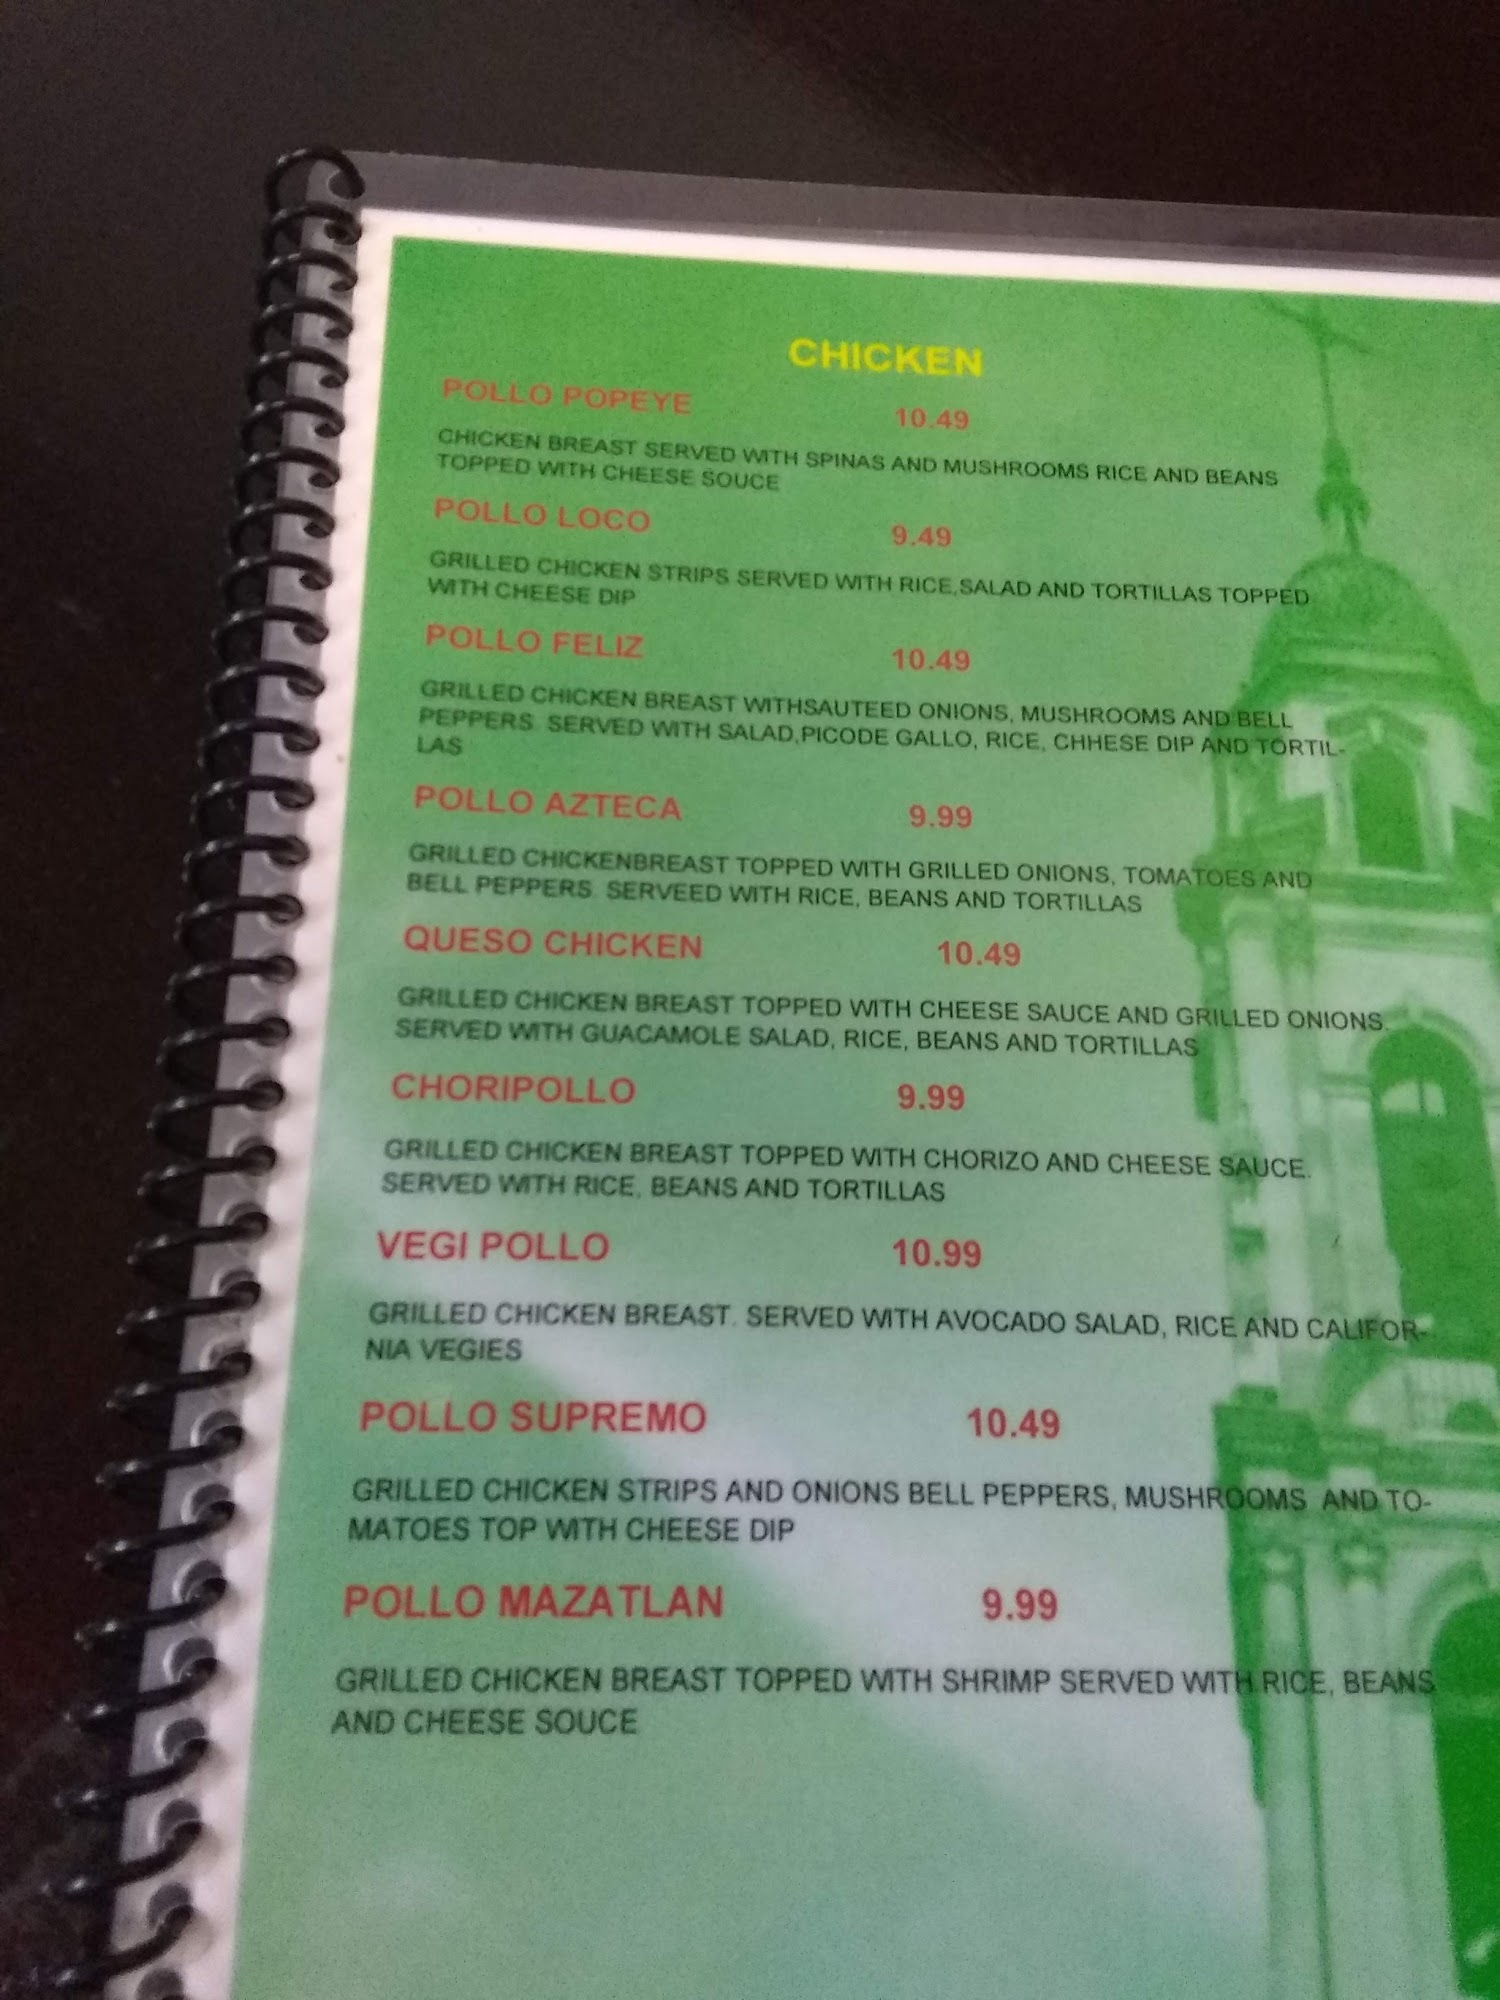 CHICKEN
POLLO POPEYE 10.49
CHICKEN BREAST SERVED WITH SPINAS AND MUSHROOMS RICE AND BEANS
TOPPED WITH CHEESE SOUCE
POLLO LOCO 9.49
GRILLED CHICKEN STRIPS SERVED WITH RICE,SALAD AND TORTILLAS TOPPED
WITH CHEESE DIP
POLLO FELIZ 10.49
GRILLED CHICKEN BREAST WITHSAUTEED ONIONS, MUSHROOMS AND BELL
PEPPERS. SERVED WITH SALAD,PICODE GALLO, RICE, CHHESE DIP AND TORTIL-
LAS
POLLO AZTECA 9.99
GRILLED CHICKENBREAST TOPPED WITH GRILLED ONIONS, TOMATOES AND
BELL PEPPERS. SERVEED WITH RICE, BEANS AND TORTILLAS
QUESO CHICKEN 10.49
GRILLED CHICKEN BREAST TOPPED WITH CHEESE SAUCE AND GRILLED ONIONS.
SERVED WITH GUACAMOLE SALAD, RICE, BEANS AND TORTILLAS
CHORIPOLLO 9.99
GRILLED CHICKEN BREAST TOPPED WITH CHORIZO AND CHEESE SAUCE.
SERVED WITH RICE, BEANS AND TORTILLAS
VEGI POLLO 10.99
GRILLED CHICKEN BREAST. SERVED WITH AVOCADO SALAD, RICE AND CALIFOR-
NIA VEGIES
POLLO SUPREMO 10.49
GRILLED CHICKEN STRIPS AND ONIONS BELL PEPPERS, MUSHROOMS AND TO-
MATOES TOP WITH CHEESE DIP
POLLO MAZATLAN 9.99
GRILLED CHICKEN BREAST TOPPED WITH SHRIMP SERVED WITH RICE, BEANS
AND CHEESE SOUCE